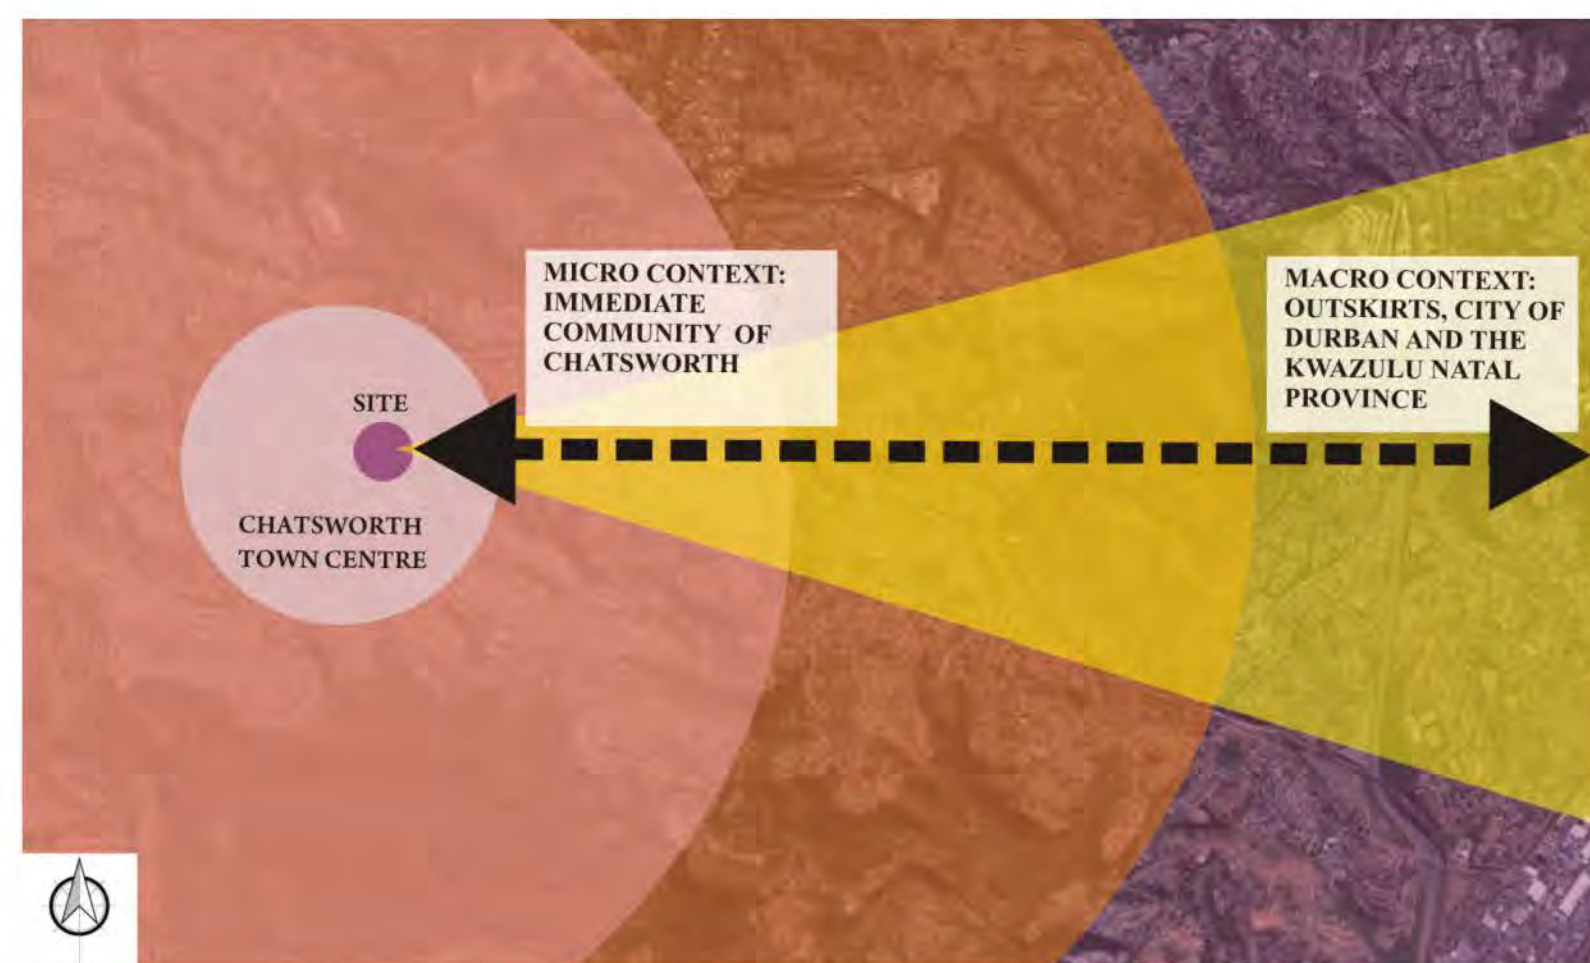 MICRO CONTEXT:
IMMEDIATE
COMMUNITY OF
CHATSWORTH
MACRO CONTEXT:
OUTSKIRTS, CITY OF
DURBAN AND THE
KWAZULU NATAL
PROVINCE
SITE
CHATSWORTH
TOWN CENTRE